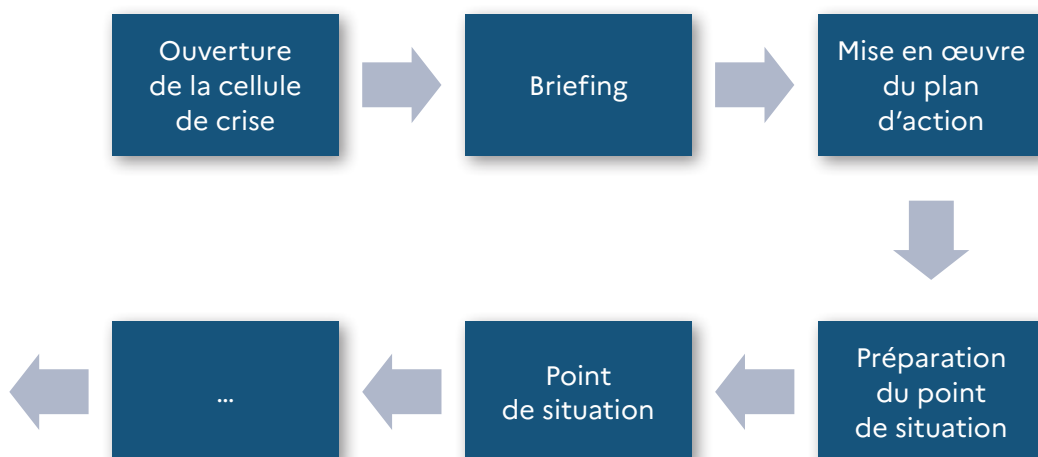 Ouverture
de la cellule
de crise
Briefing
Mise en œuvre
du plan
d’action
Préparation
du point
de situation
Point
de situation
...